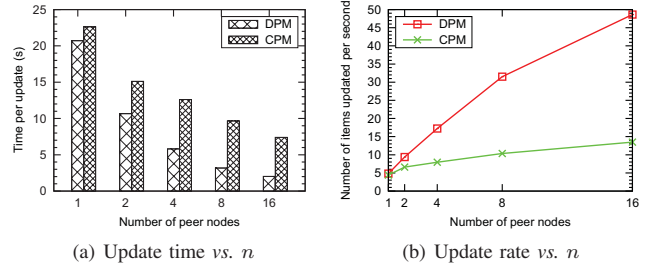 25
20
15
10
5
0
Time per update (s)
DPM
CPM
1 2 4 8 16
Number of peer nodes
(a) Update time vs. n
50
45
40
35
30
25
20
15
10
5
0
Number of items updated per second
DPM
CPM
1 2 4 8 16
Number of peer nodes
(b) Update rate vs. n